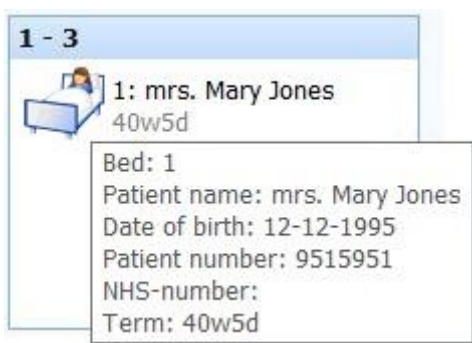 1 - 3
1: mrs. Mary Jones
40w5d
Bed: 1
Patient name: mrs. Mary Jones
Date of birth: 12-12-1995
Patient number: 9515951
NHS-number:
Term: 40w5d